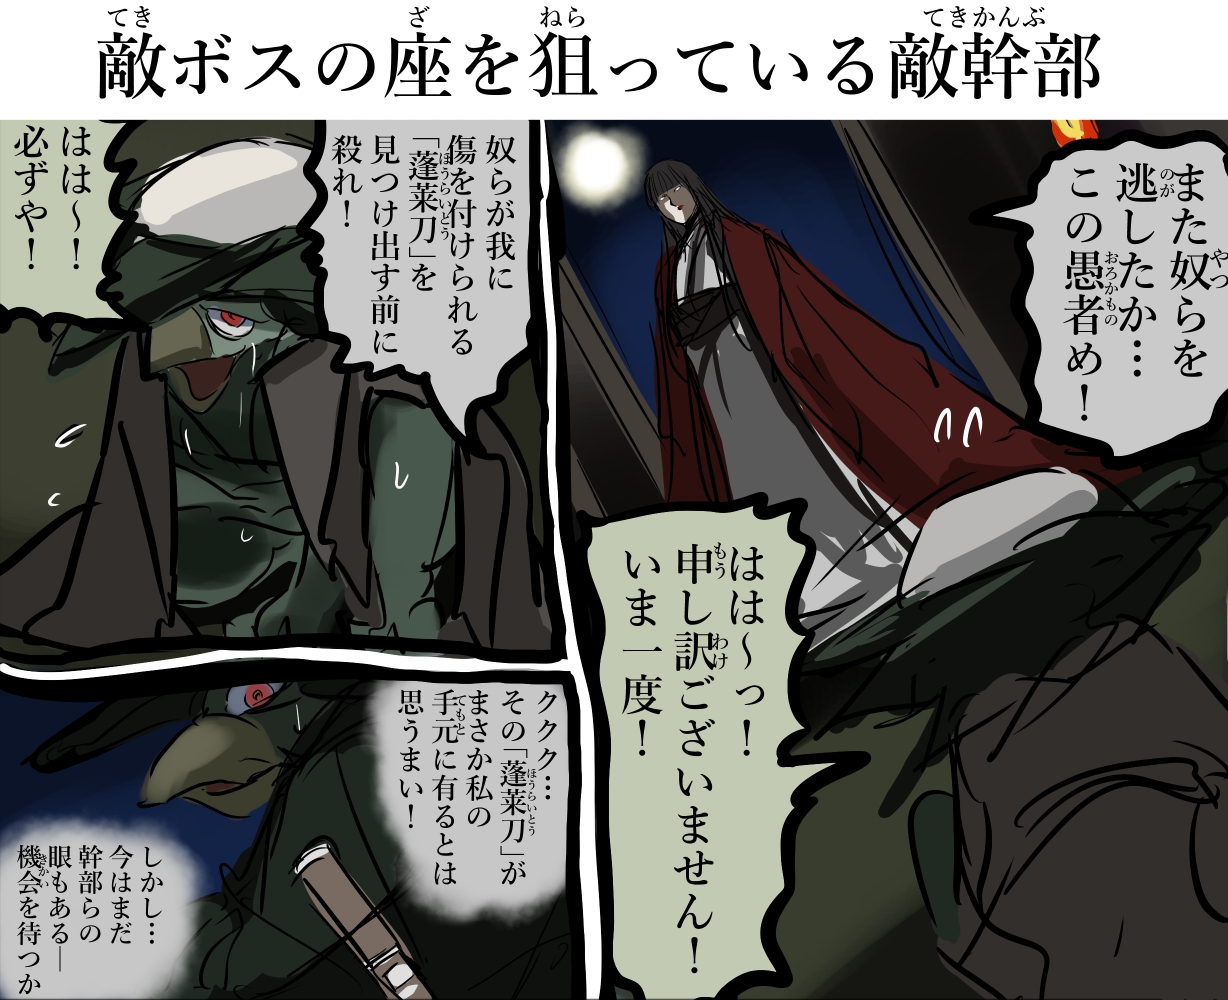 敵ボスの座を狙っている敵幹部
また奴らを
逃したか…
この愚者め！
はは～っ！
申し訳ございません！
いま一度！
奴らが我に
傷を付けられる
「蓬莱刀」を
見つけ出す前に
殺れ！
はは～！
必ずや！
ククク…
その「蓬莱刀」が
まさか私の
手元に有るとは
思うまい！
しかし…
今はまだ
幹部らの
眼もある―
機会を待つか